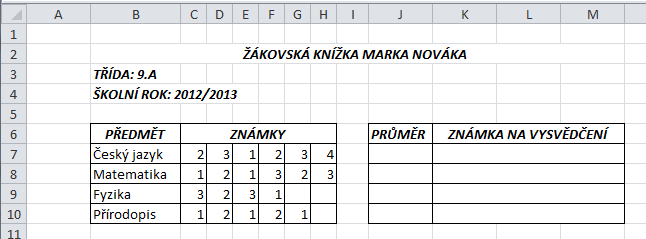 A B C D E F G H I J K L M
1
2 ŽÁKOVSKÁ KNÍŽKA MARKA NOVÁKA
3 TŘÍDA: 9.A
4 ŠKOLNÍ ROK: 2012/2013
5
6 PŘEDMĚT ZNÁMKY PRŮMĚR ZNÁMKA NA VYSVĚDČENÍ
7 Český jazyk 2 3 1 2 3 4
8 Matematika 1 2 1 3 2 3
9 Fyzika 3 2 3 1
10 Přírodopis 1 2 1 2 1
11